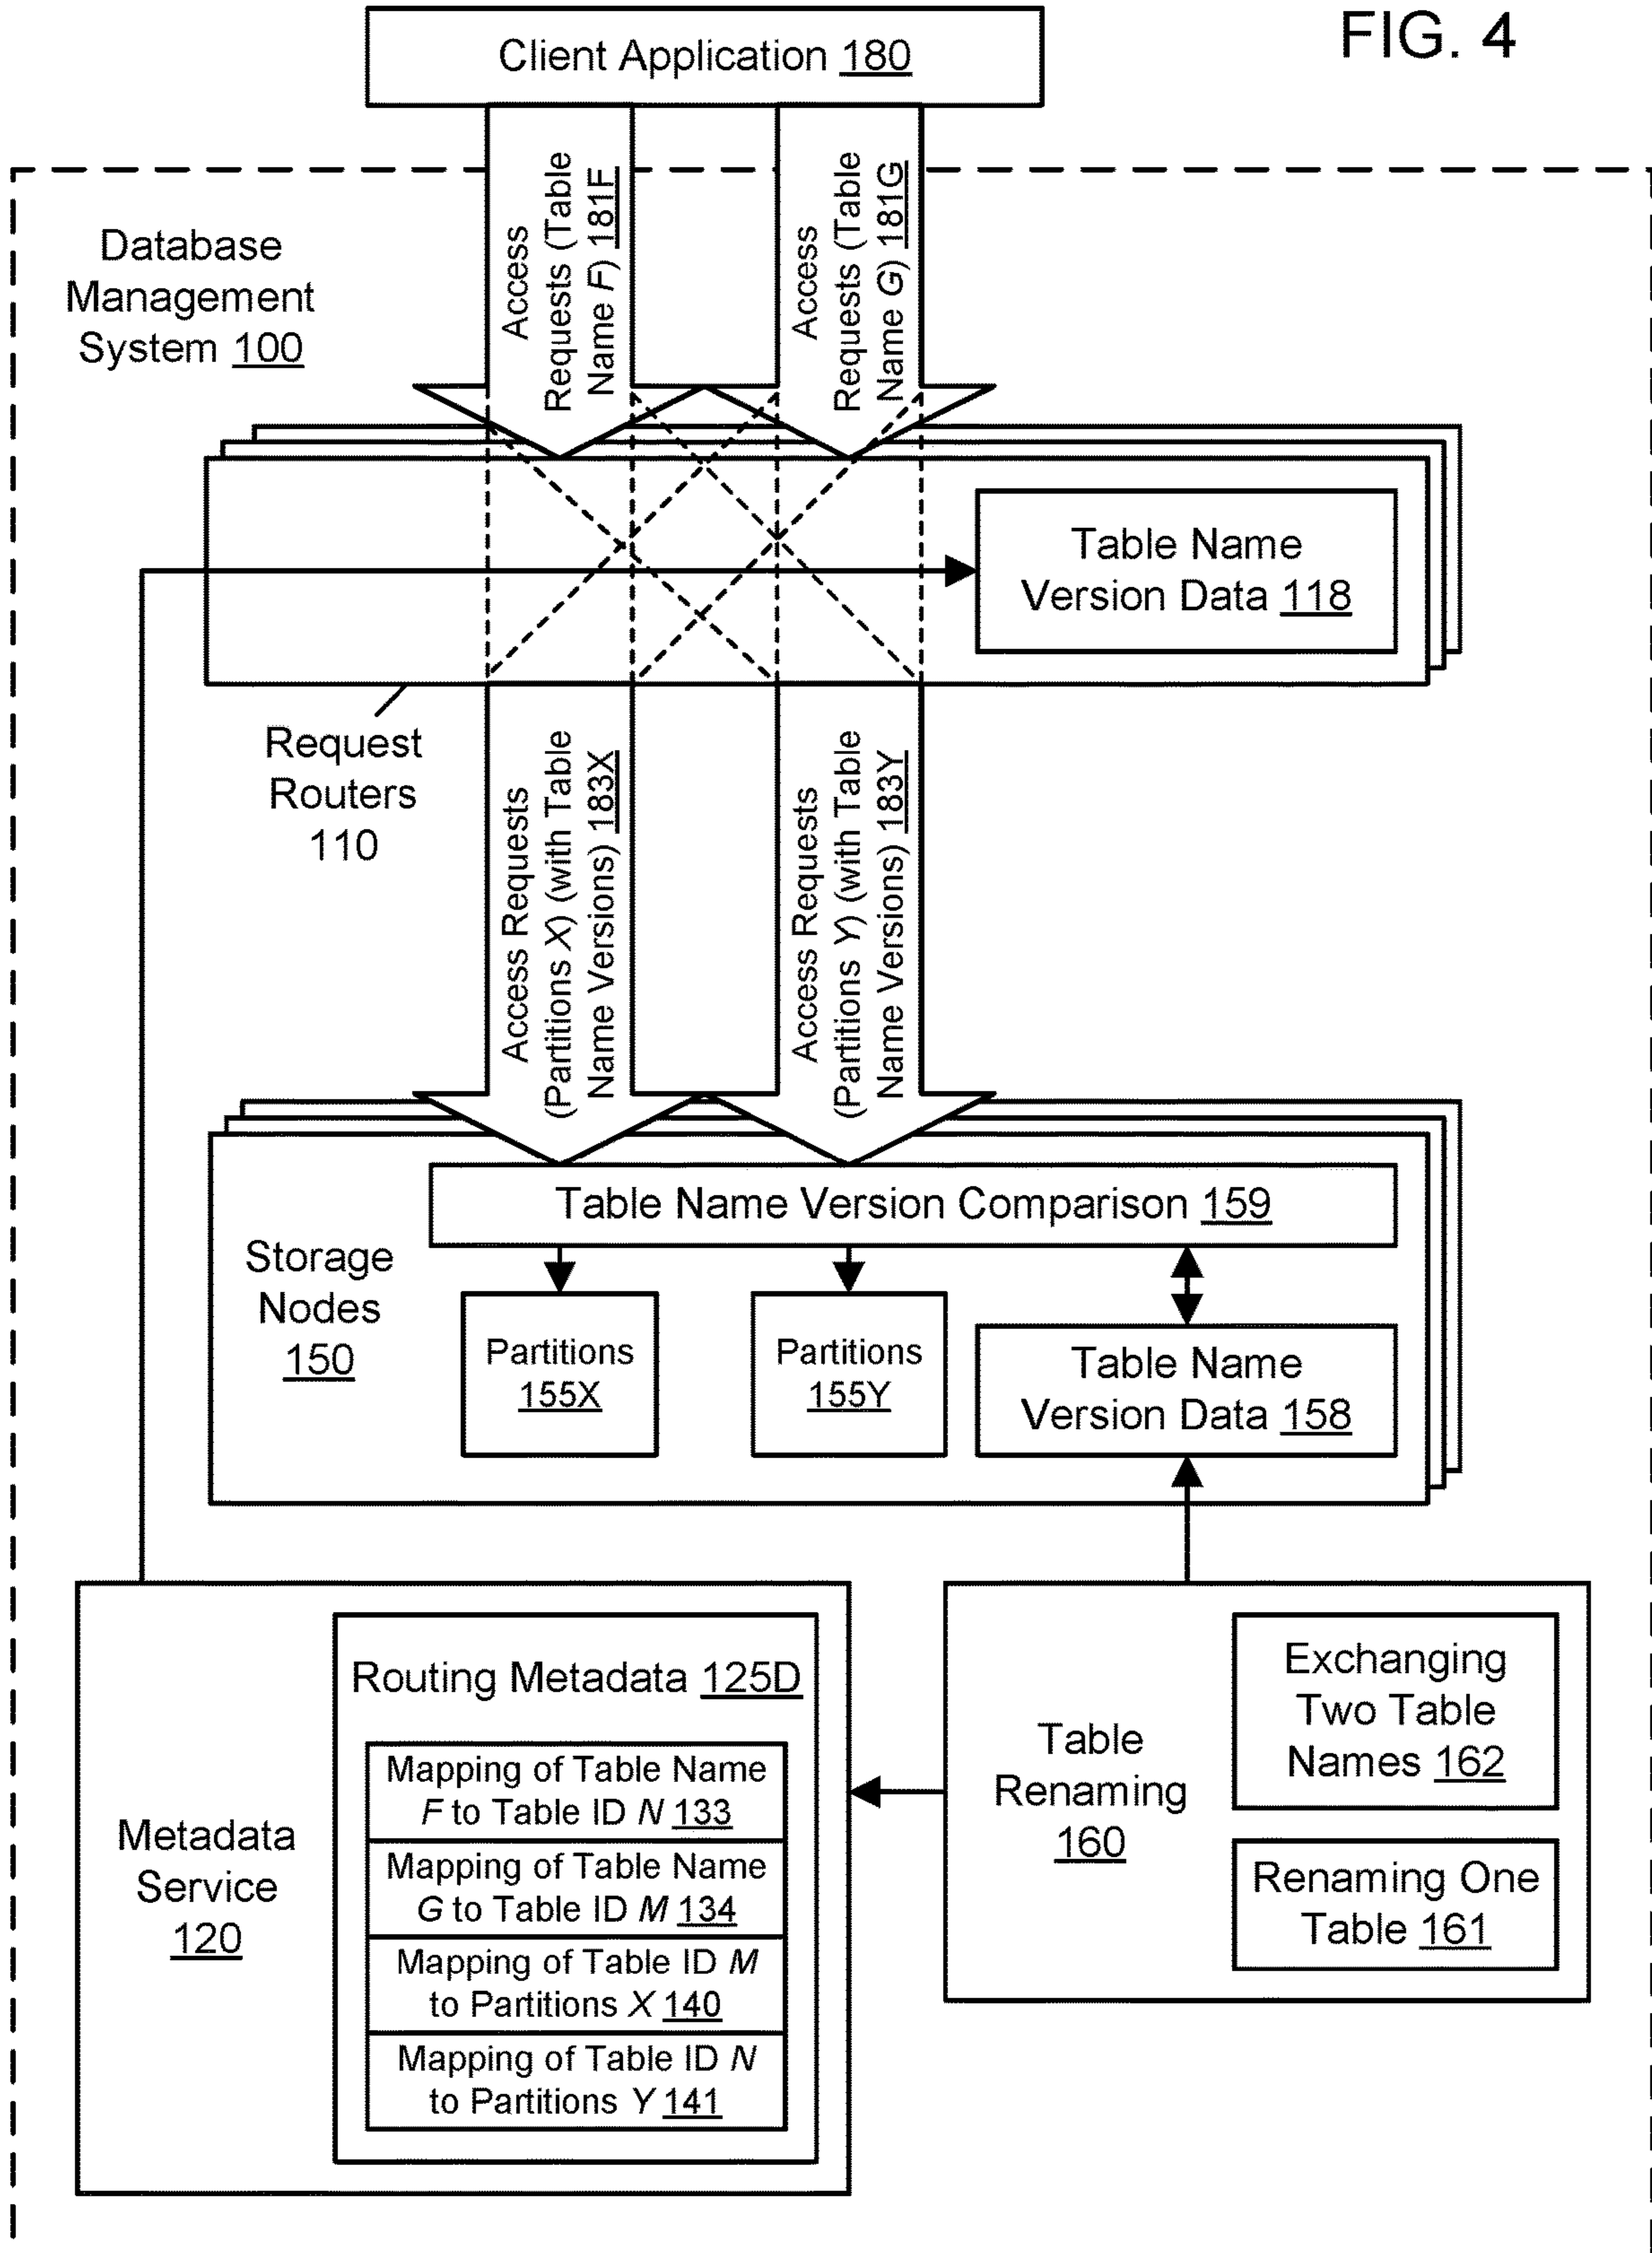 FIG. 4
Client Application 180
Database
Management
System 100
Access
Requests (Table
Name F) 181F
Access
Requests (Table
Name G) 181G
Table Name
Version Data 118
Request
Routers
110
Access Requests
(Partitions X) (with Table
Name Versions) 183X
Access Requests
(Partitions Y) (with Table
Name Versions) 183Y
Table Name Version Comparison 159
Storage
Nodes
150
Partitions
155X
Partitions
155Y
Table Name
Version Data 158
Metadata
Service
120
Routing Metadata 125D
Mapping of Table Name
F to Table ID N 133
Mapping of Table Name
G to Table ID M 134
Mapping of Table ID M
to Partitions X 140
Mapping of Table ID N
to Partitions Y 141
Table
Renaming
160
Exchanging
Two Table
Names 162
Renaming One
Table 161